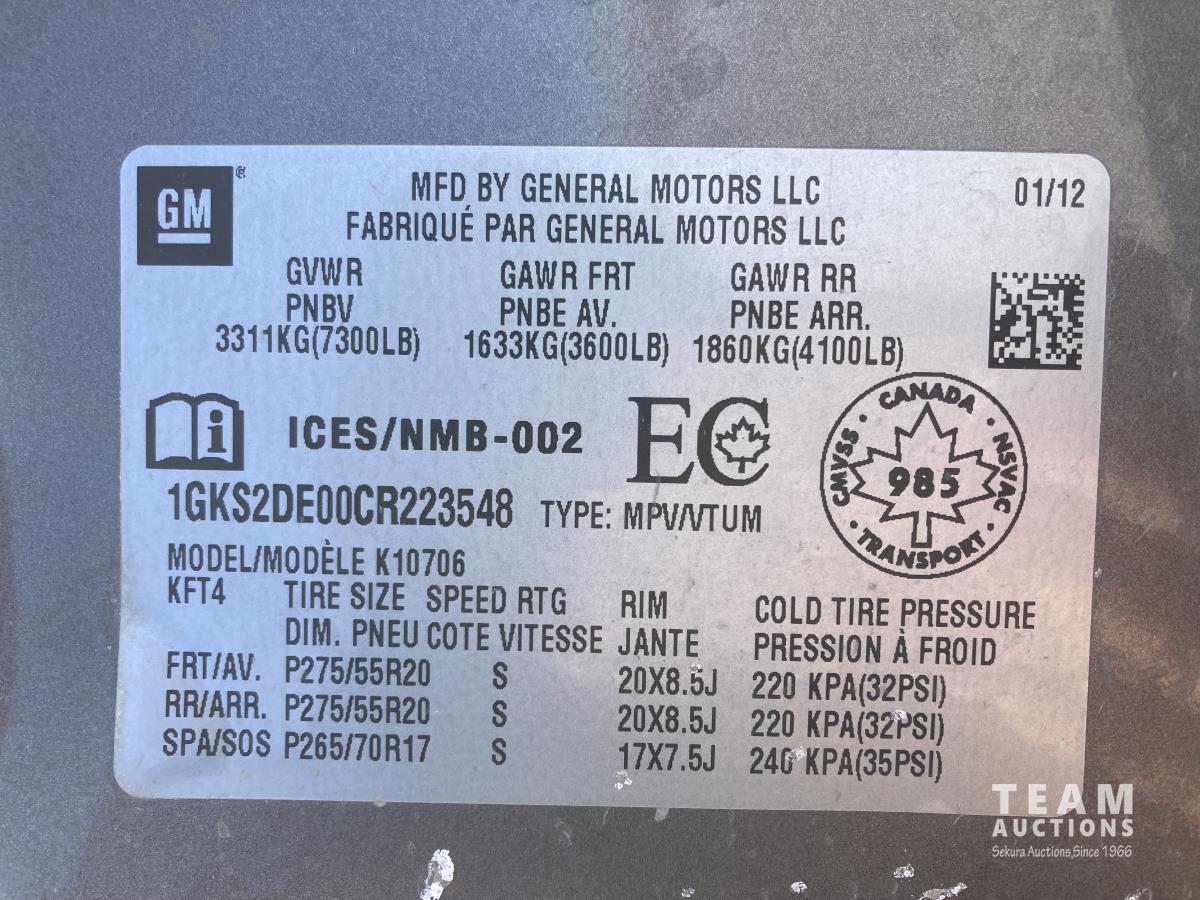 GM
®
MFD BY GENERAL MOTORS LLC
01/12
FABRIQUÉ PAR GENERAL MOTORS LLC
GVWR GAWR FRT GAWR RR
PNBV PNBE AV. PNBE ARR.
3311KG(7300LB) 1633KG(3600LB) 1860KG(4100LB)
i ICES/NMB-002 EC
CANADA
CMVSS · 985 · NSVAC
TRANSPORT
1GKS2DE00CR223548 TYPE: MPV/VTUM
MODEL/MODÈLE K10706
KFT4 TIRE SIZE SPEED RTG RIM COLD TIRE PRESSURE
DIM. PNEU COTE VITESSE JANTE PRESSION À FROID
FRT/AV. P275/55R20 S 20X8.5J 220 KPA(32PSI)
RR/ARR. P275/55R20 S 20X8.5J 220 KPA(32PSI)
SPA/SOS P265/70R17 S 17X7.5J 240 KPA(35PSI)
TEAM
AUCTIONS
Sekura Auctions,Since 1966